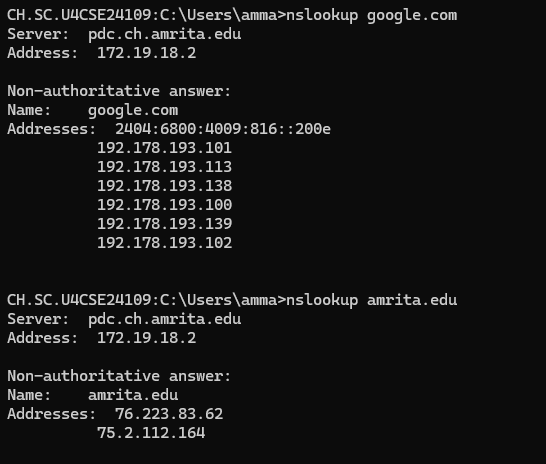 CH.SC.U4CSE24109:C:\Users\amma>nslookup google.com
Server:  pdc.ch.amrita.edu
Address:  172.19.18.2
Non-authoritative answer:
Name:    google.com
Addresses:  2404:6800:4009:816::200e
          192.178.193.101
          192.178.193.113
          192.178.193.138
          192.178.193.100
          192.178.193.139
          192.178.193.102
CH.SC.U4CSE24109:C:\Users\amma>nslookup amrita.edu
Server:  pdc.ch.amrita.edu
Address:  172.19.18.2
Non-authoritative answer:
Name:    amrita.edu
Addresses:  76.223.83.62
          75.2.112.164